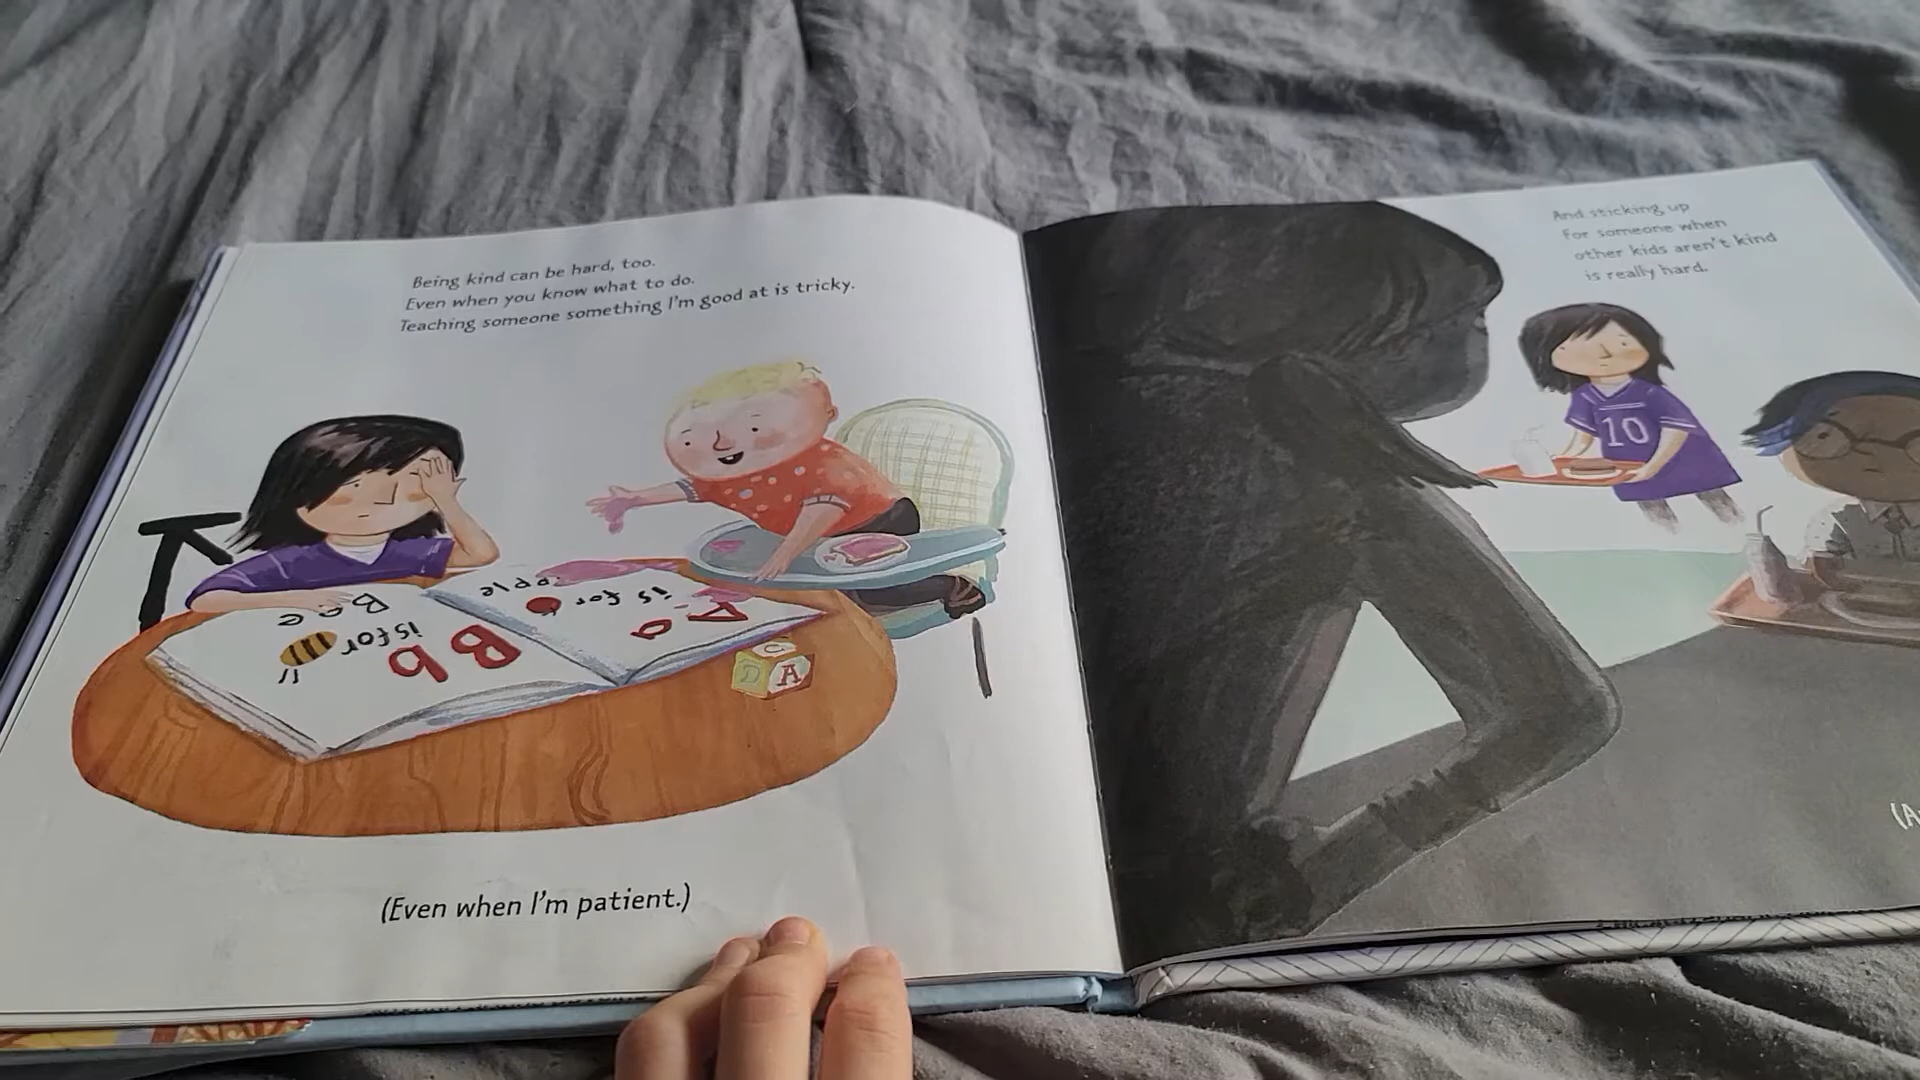 Being kind can be hard, too.
Even when you know what to do.
Teaching someone something I'm good at is tricky.
Bee
is for
B b
apple
is for
A a
C
D A
(Even when I'm patient.)
And sticking up
For someone when
other kids aren't kind
is really hard.
10